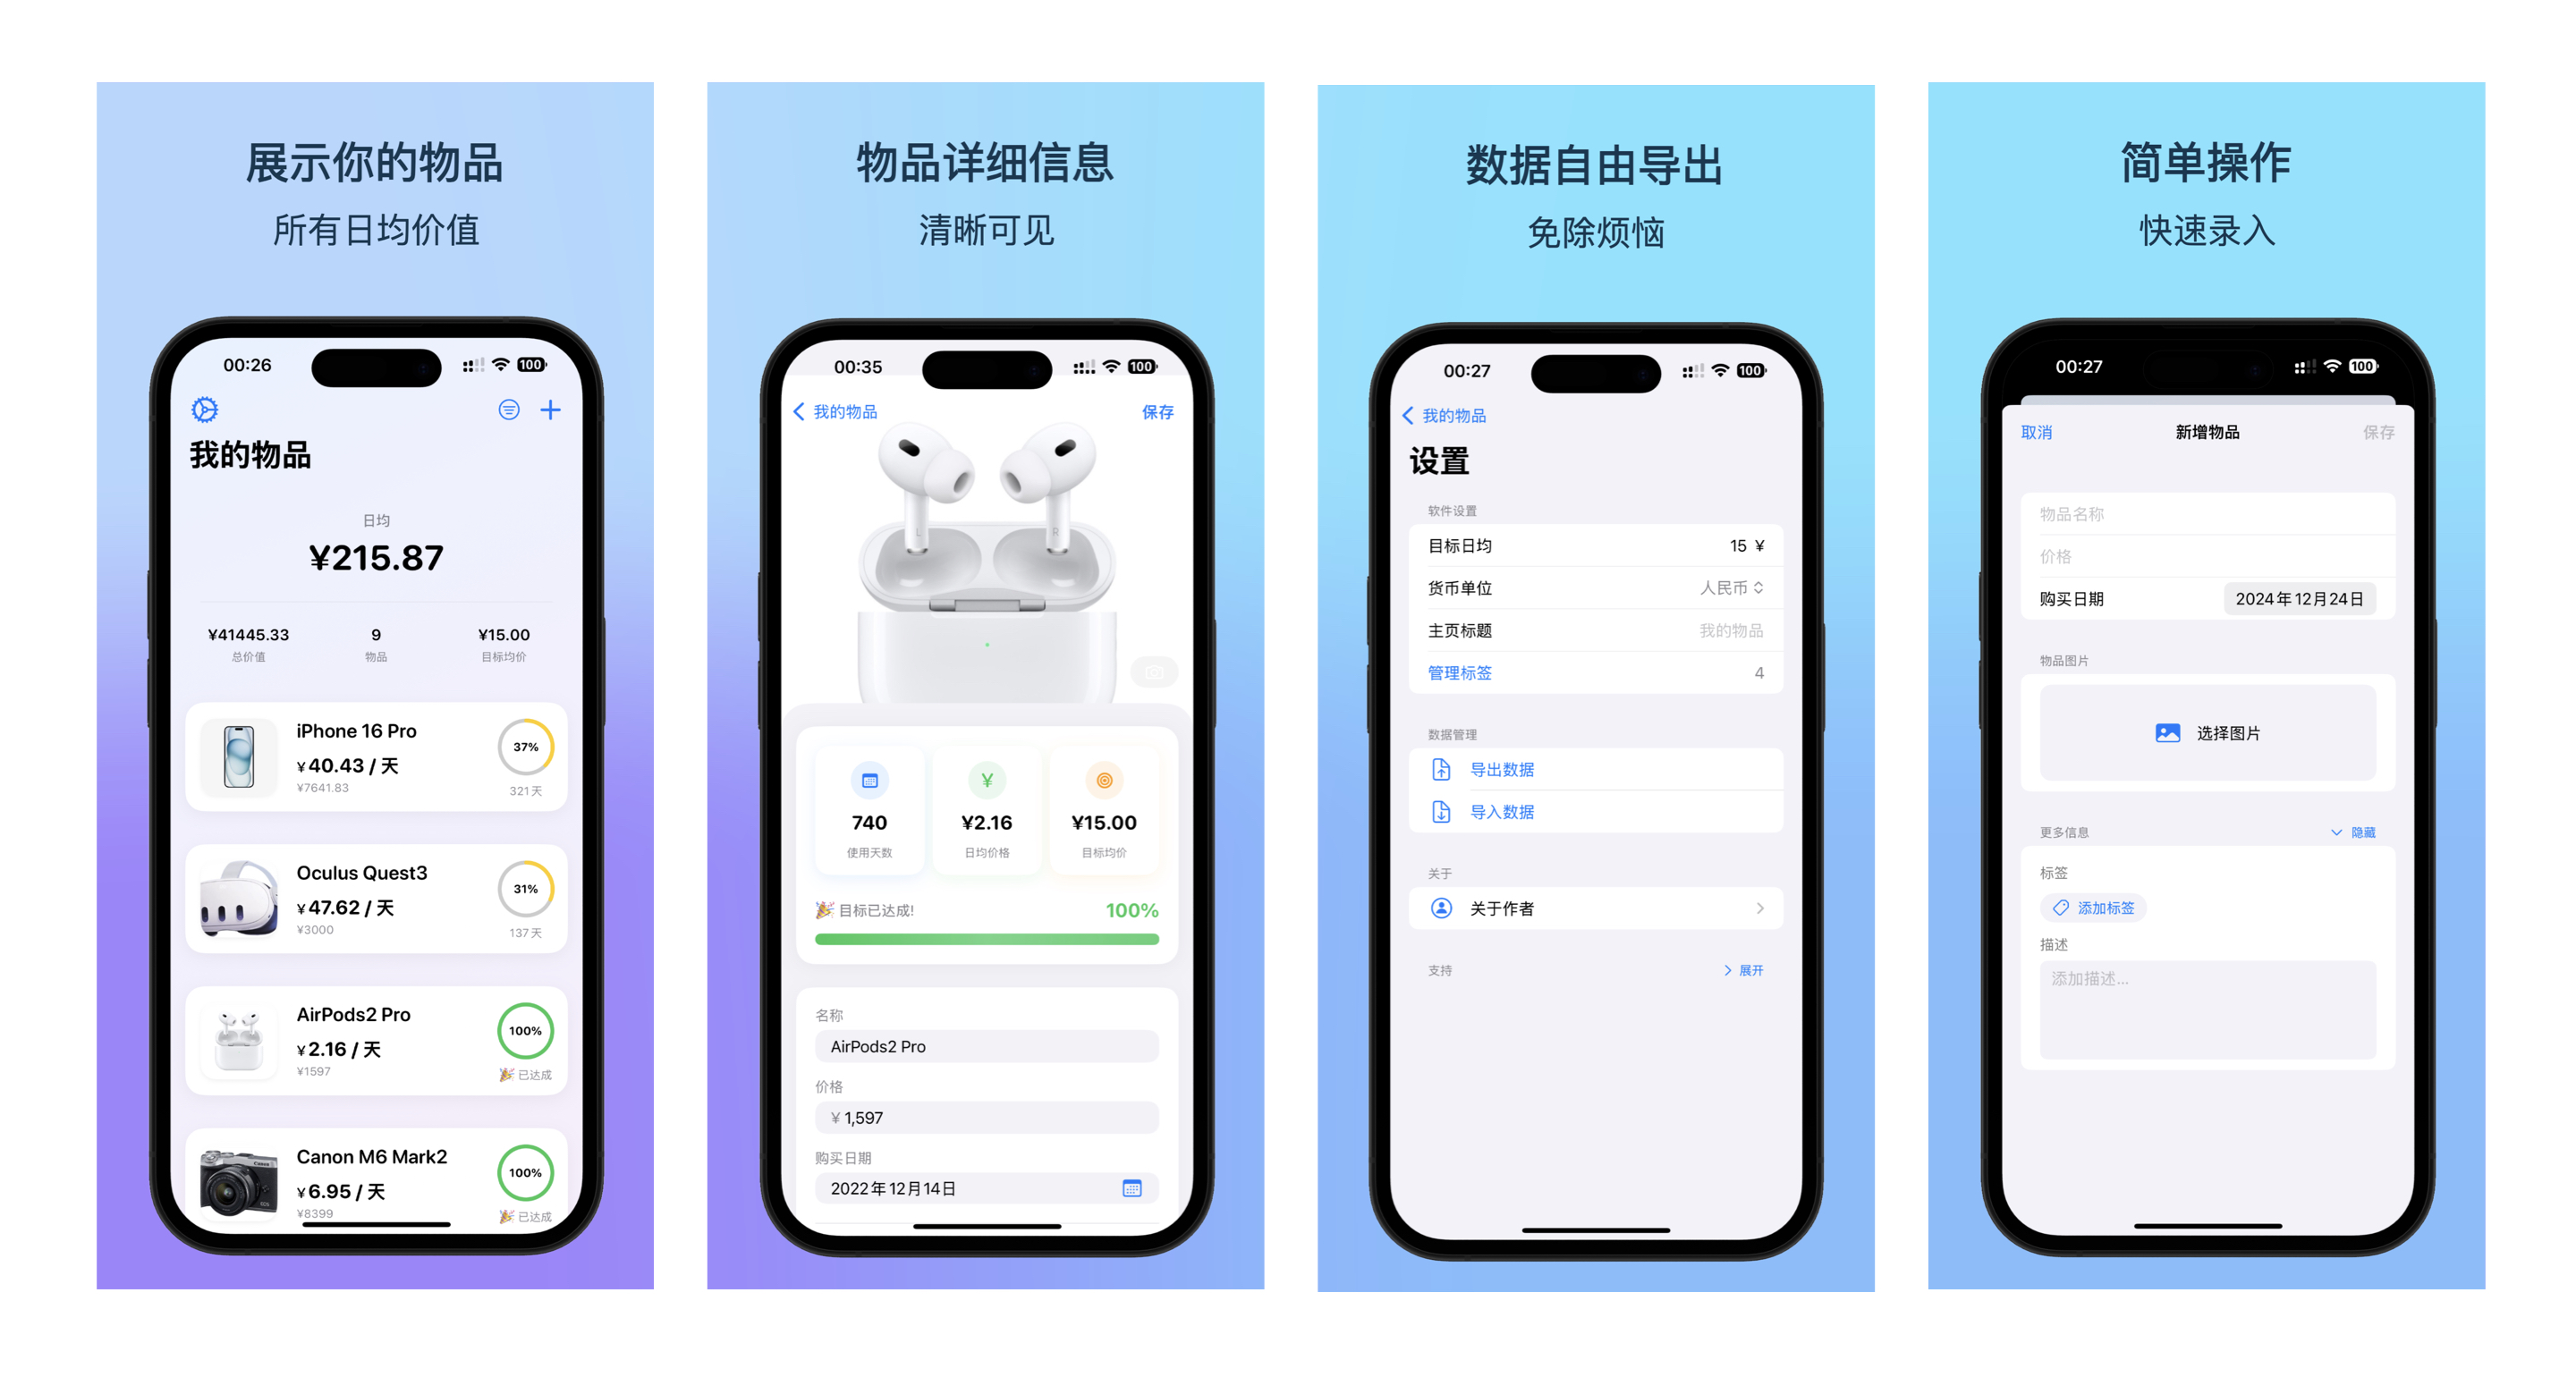 展示你的物品
所有日均价值
00:26
100
我的物品
日均
¥215.87
¥41445.33 9 ¥15.00
总价值 物品 目标均价
iPhone 16 Pro
¥40.43 / 天
¥7641.83
37%
321天
Oculus Quest3
¥47.62 / 天
¥3000
31%
137天
AirPods2 Pro
¥2.16 / 天
¥1597
100%
已达成
Canon M6 Mark2
¥6.95 / 天
¥8399
100%
已达成
物品详细信息
清晰可见
00:35
100
我的物品 保存
L R
740 ¥2.16 ¥15.00
使用天数 日均价格 目标均价
目标已达成! 100%
名称
AirPods2 Pro
价格
¥ 1,597
购买日期
2022年12月14日
数据自由导出
免除烦恼
00:27
100
我的物品
设置
软件设置
目标日均 15 ¥
货币单位 人民币
主页标题 我的物品
管理标签 4
数据管理
导出数据
导入数据
关于
关于作者
支持 展开
简单操作
快速录入
00:27
100
取消 新增物品 保存
物品名称
价格
购买日期 2024年12月24日
物品图片
选择图片
更多信息 隐藏
标签
添加标签
描述
添加描述...